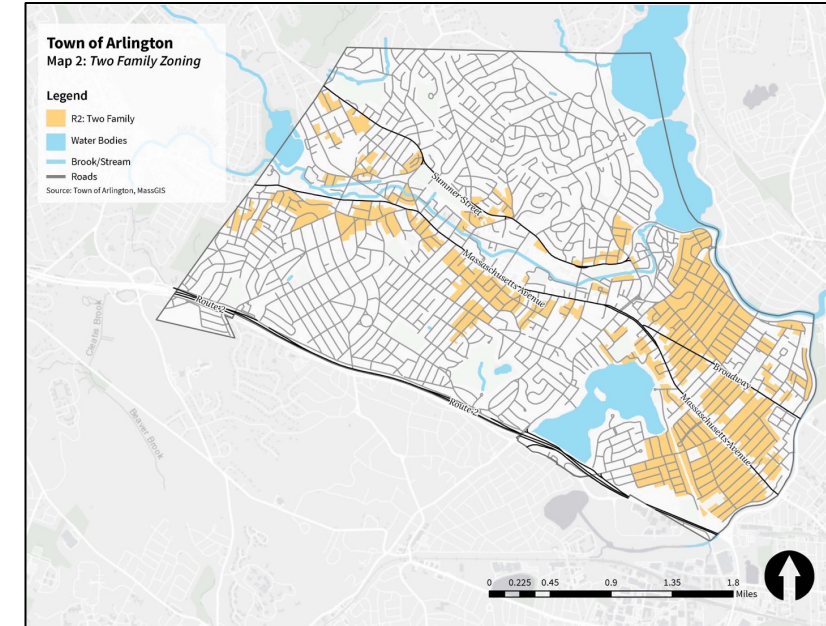 Town of Arlington
Map 2: Two Family Zoning
Legend
R2: Two Family
Water Bodies
Brook/Stream
Roads
Source: Town of Arlington, MassGIS
Summer Street
Massachusetts Avenue
Route 2
Route 2
Broadway
Massachusetts Avenue
Beaver Brook
0 0.225 0.45 0.9 1.35 1.8
Miles